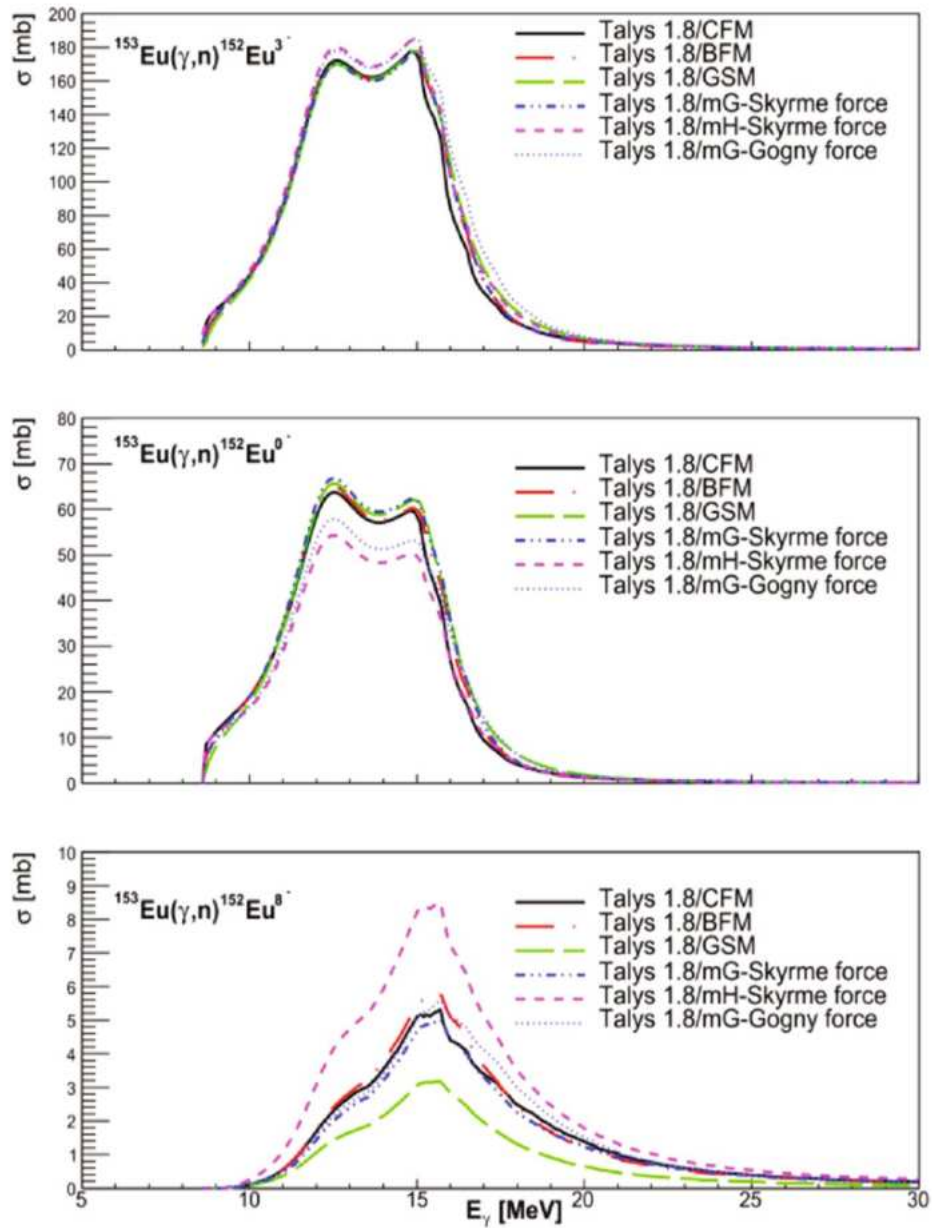 σ [mb]
200
180
160
140
120
100
80
60
40
20
0
153Eu(γ,n)152Eu3-
Talys 1.8/CFM
Talys 1.8/BFM
Talys 1.8/GSM
Talys 1.8/mG-Skyrme force
Talys 1.8/mH-Skyrme force
Talys 1.8/mG-Gogny force
σ [mb]
80
70
60
50
40
30
20
10
0
153Eu(γ,n)152Eu0-
Talys 1.8/CFM
Talys 1.8/BFM
Talys 1.8/GSM
Talys 1.8/mG-Skyrme force
Talys 1.8/mH-Skyrme force
Talys 1.8/mG-Gogny force
σ [mb]
10
9
8
7
6
5
4
3
2
1
0
153Eu(γ,n)152Eu8-
Talys 1.8/CFM
Talys 1.8/BFM
Talys 1.8/GSM
Talys 1.8/mG-Skyrme force
Talys 1.8/mH-Skyrme force
Talys 1.8/mG-Gogny force
5 10 15 20 25 30
Eγ [MeV]